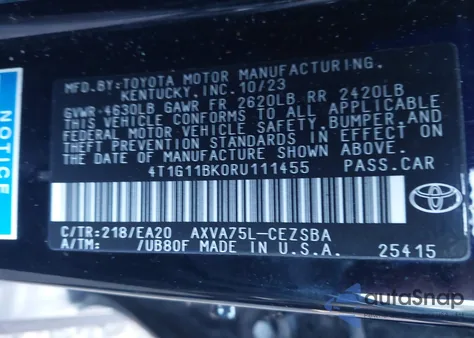 MFD.BY:TOYOTA MOTOR MANUFACTURING,
KENTUCKY,INC. 10/23
GVWR 4630LB GAWR FR 2620LB RR 2420LB
THIS VEHICLE CONFORMS TO ALL APPLICABLE
FEDERAL MOTOR VEHICLE SAFETY,BUMPER,AND
THEFT PREVENTION STANDARDS IN EFFECT ON
THE DATE OF MANUFACTURE SHOWN ABOVE.
4T1G11BK0RU111455 PASS.CAR
C/TR:218/EA20 AXVA75L-CEZSBA
A/TM: /UB80F MADE IN U.S.A. 25415
TOYOTA
NOTICE
autoSnap